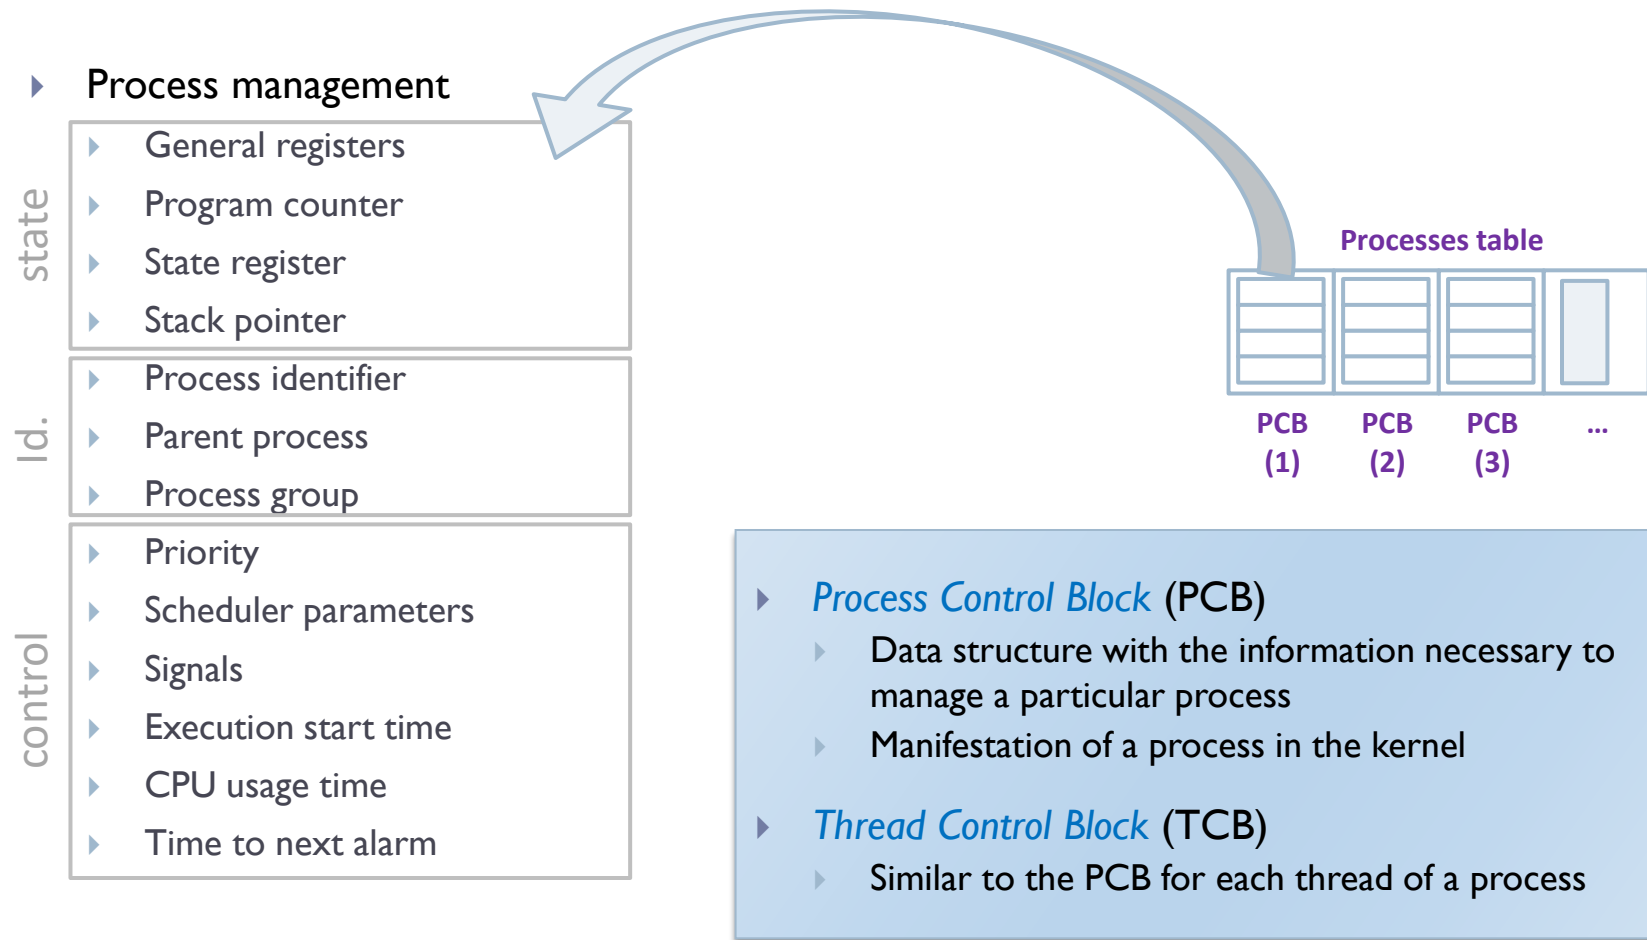 Process management
state
General registers
Program counter
State register
Stack pointer
Id.
Process identifier
Parent process
Process group
control
Priority
Scheduler parameters
Signals
Execution start time
CPU usage time
Time to next alarm
Processes table
PCB PCB PCB ...
(1) (2) (3)
Process Control Block (PCB)
Data structure with the information necessary to
manage a particular process
Manifestation of a process in the kernel
Thread Control Block (TCB)
Similar to the PCB for each thread of a process